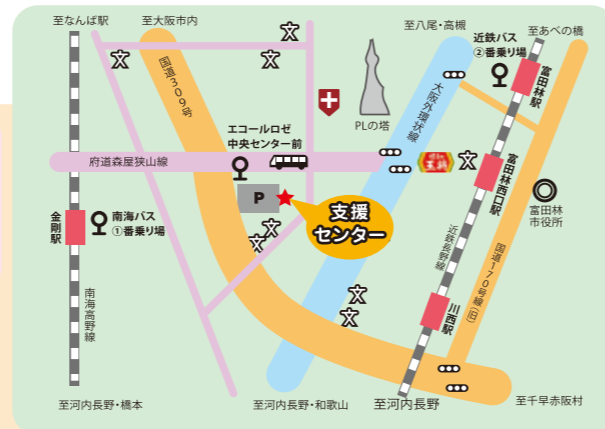 至なんば駅
至大阪市内
至八尾・高槻
至あべの橋
文
文
国道309号
近鉄バス
②番乗り場
富田林駅
PLの塔
大阪外環状線
エコールロゼ
中央センター前
府道森屋狭山線
文
富田林西口駅
P
支援
センター
富田林
市役所
金剛駅
南海バス
①番乗り場
文
文
近鉄長野線
国道170号線(旧)
南海高野線
文
文
川西駅
至河内長野・橋本
至河内長野・和歌山
至河内長野
至千早赤阪村